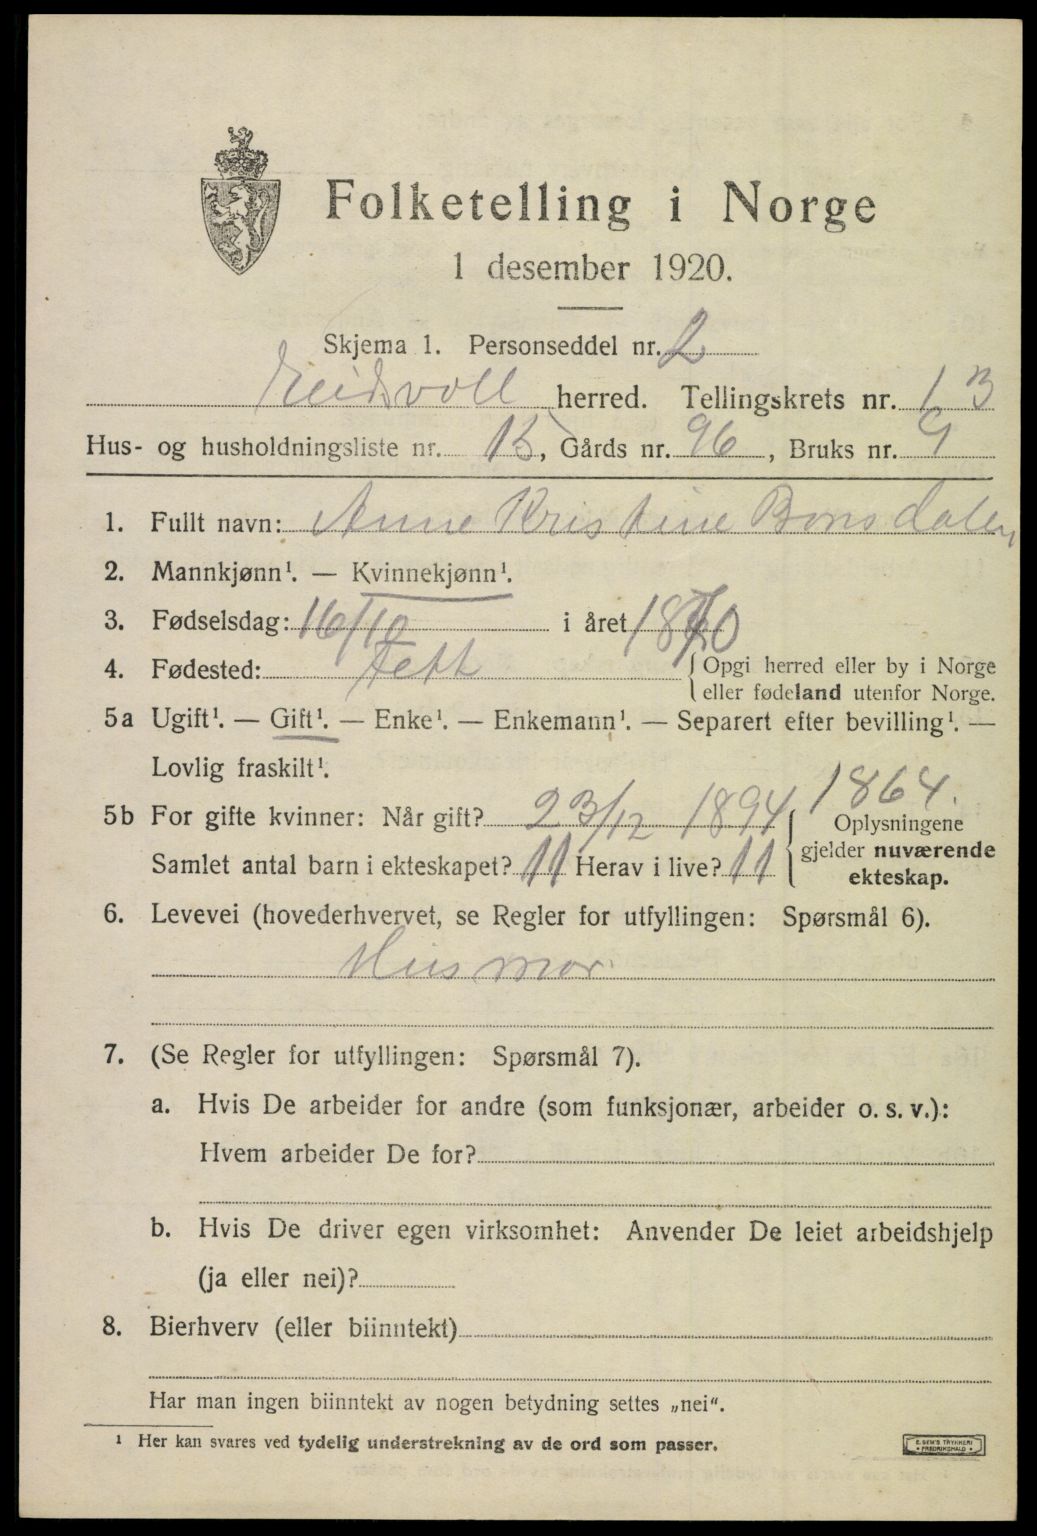 Folketelling i Norge
1 desember 1920.
Skjema 1. Personseddel nr. 2
Eidsvoll herred. Tellingskrets nr. 13
Hus- og husholdningsliste nr. 15, Gårds nr. 96, Bruks nr. 9
1. Fullt navn: Anne Kristine Bonsdalen
2. Mannkjønn¹. — Kvinnekjønn¹.
3. Fødselsdag: 16/10 i året 1870
4. Fødested: Fett { Opgi herred eller by i Norge
eller fødeland utenfor Norge.
5a Ugift¹. — Gift¹. — Enke¹. — Enkemann¹. — Separert efter bevilling¹. —
Lovlig fraskilt¹.
1864.
5b For gifte kvinner: Når gift? 23/12 1894 { Oplysningene
gjelder nuværende
Samlet antal barn i ekteskapet? 11 Herav i live? 11
ekteskap.
6. Levevei (hovederhvervet, se Regler for utfyllingen: Spørsmål 6).
Husmor
7. (Se Regler for utfyllingen: Spørsmål 7).
a. Hvis De arbeider for andre (som funksjonær, arbeider o. s. v.):
Hvem arbeider De for?
b. Hvis De driver egen virksomhet: Anvender De leiet arbeidshjelp
(ja eller nei)?
8. Bierhverv (eller biinntekt)
Har man ingen biinntekt av nogen betydning settes „nei“.
¹ Her kan svares ved tydelig understrekning av de ord som passer.
E. SEM'S TRYKKERI
• FREDRIKSHALD •